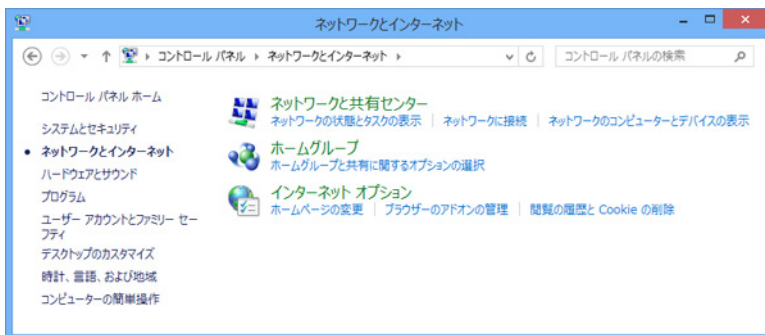 ネットワークとインターネット
コントロール パネル ネットワークとインターネット コントロール パネルの検索
コントロール パネル ホーム
システムとセキュリティ
ネットワークとインターネット
ハードウェアとサウンド
プログラム
ユーザー アカウントとファミリー セー
フティ
デスクトップのカスタマイズ
時計、言語、および地域
コンピューターの簡単操作
ネットワークと共有センター
ネットワークの状態とタスクの表示 | ネットワークに接続 | ネットワークのコンピューターとデバイスの表示
ホームグループ
ホームグループと共有に関するオプションの選択
インターネット オプション
ホームページの変更 | ブラウザーのアドオンの管理 | 閲覧の履歴と Cookie の削除